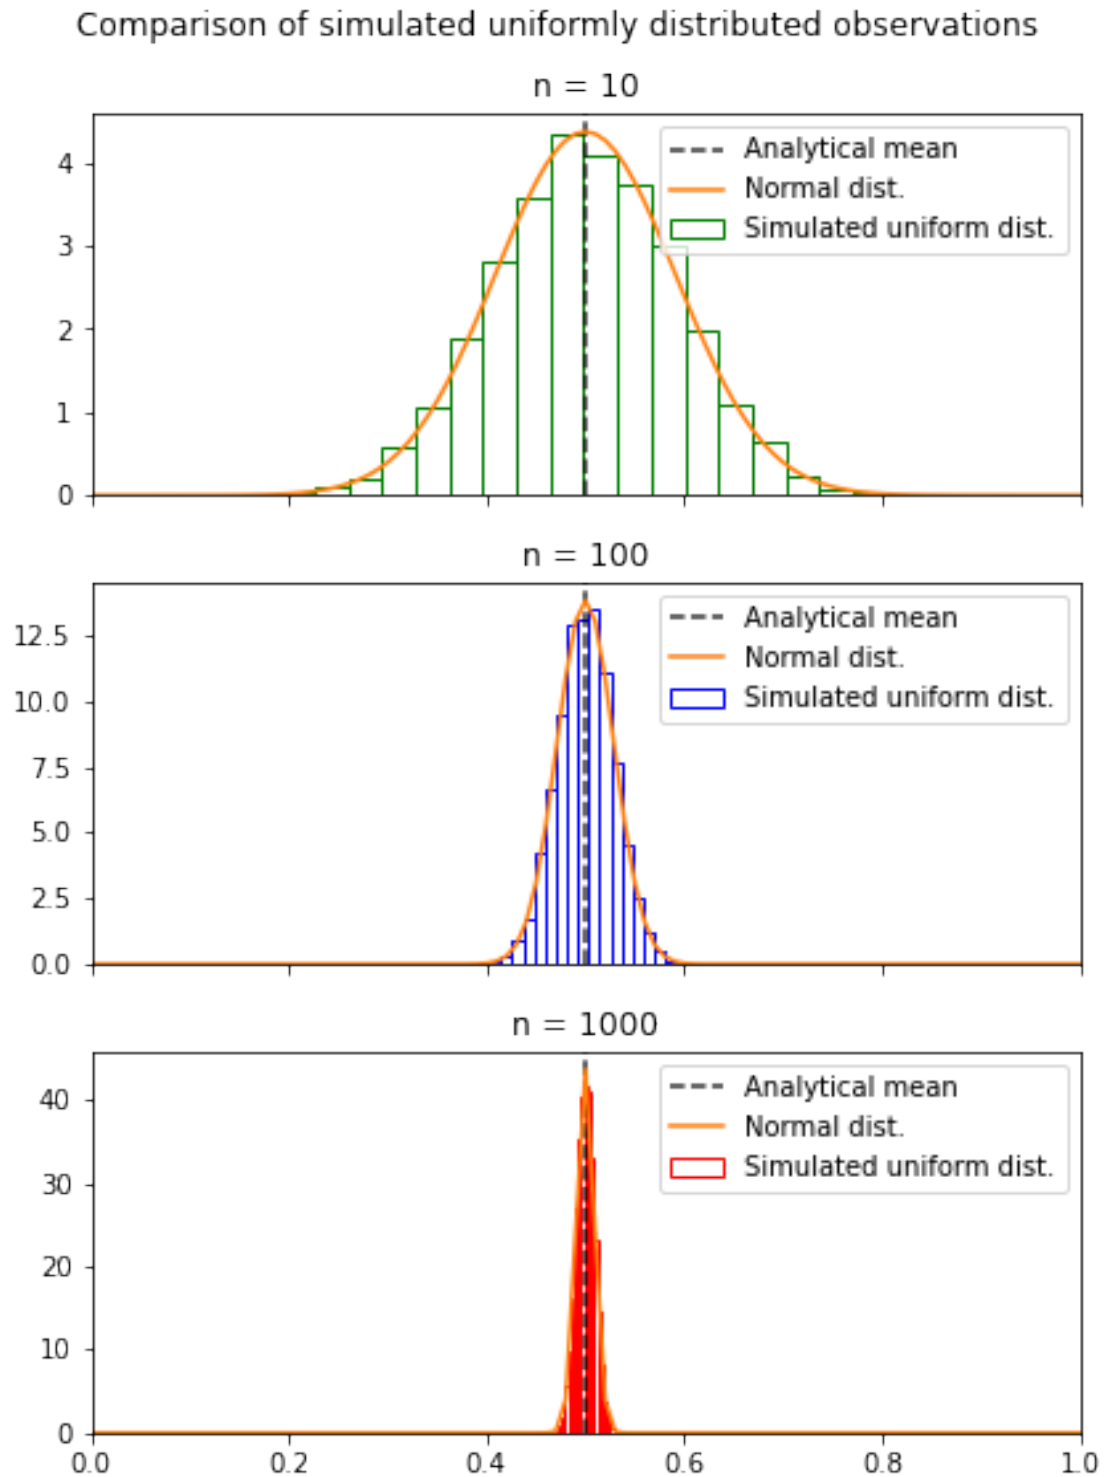 Comparison of simulated uniformly distributed observations
n = 10
Analytical mean
Normal dist.
Simulated uniform dist.
4
3
2
1
0
n = 100
Analytical mean
Normal dist.
Simulated uniform dist.
12.5
10.0
7.5
5.0
2.5
0.0
n = 1000
Analytical mean
Normal dist.
Simulated uniform dist.
40
30
20
10
0
0.0 0.2 0.4 0.6 0.8 1.0